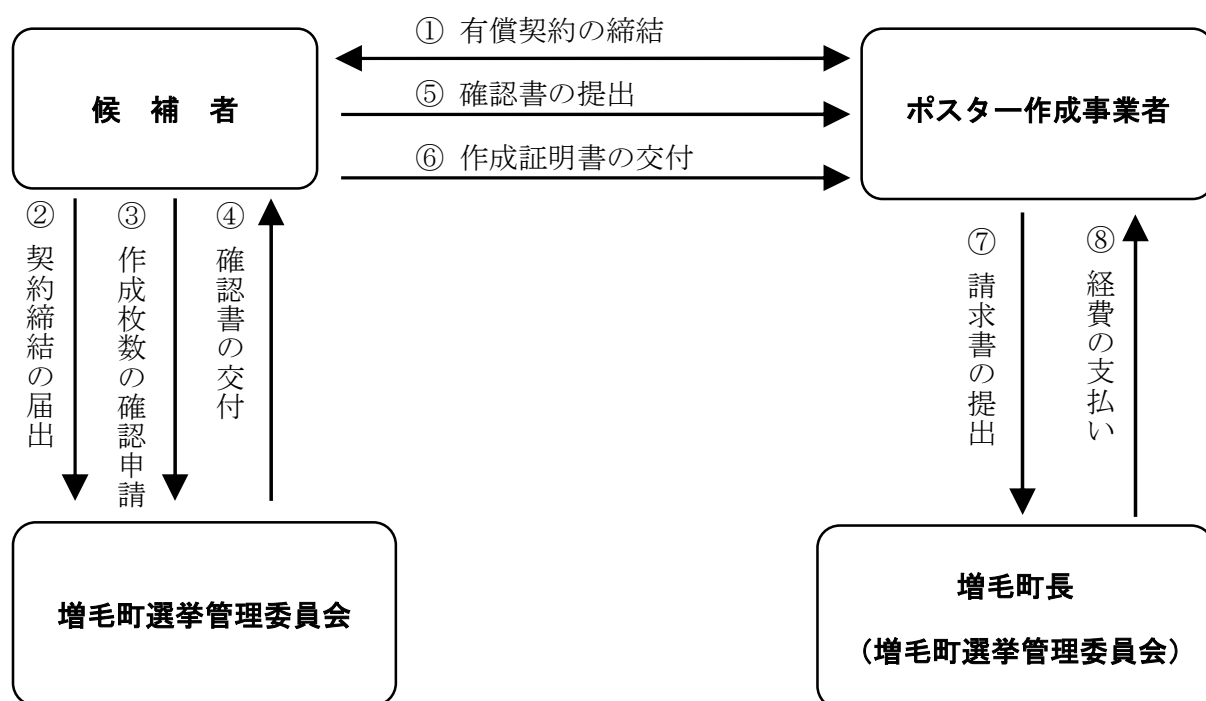 ① 有償契約の締結
候　補　者
⑤ 確認書の提出
ポスター作成事業者
⑥ 作成証明書の交付
② 契約締結の届出
③ 作成枚数の確認申請
④ 確認書の交付
⑦ 請求書の提出
⑧ 経費の支払い
増毛町選挙管理委員会
増毛町長
（増毛町選挙管理委員会）